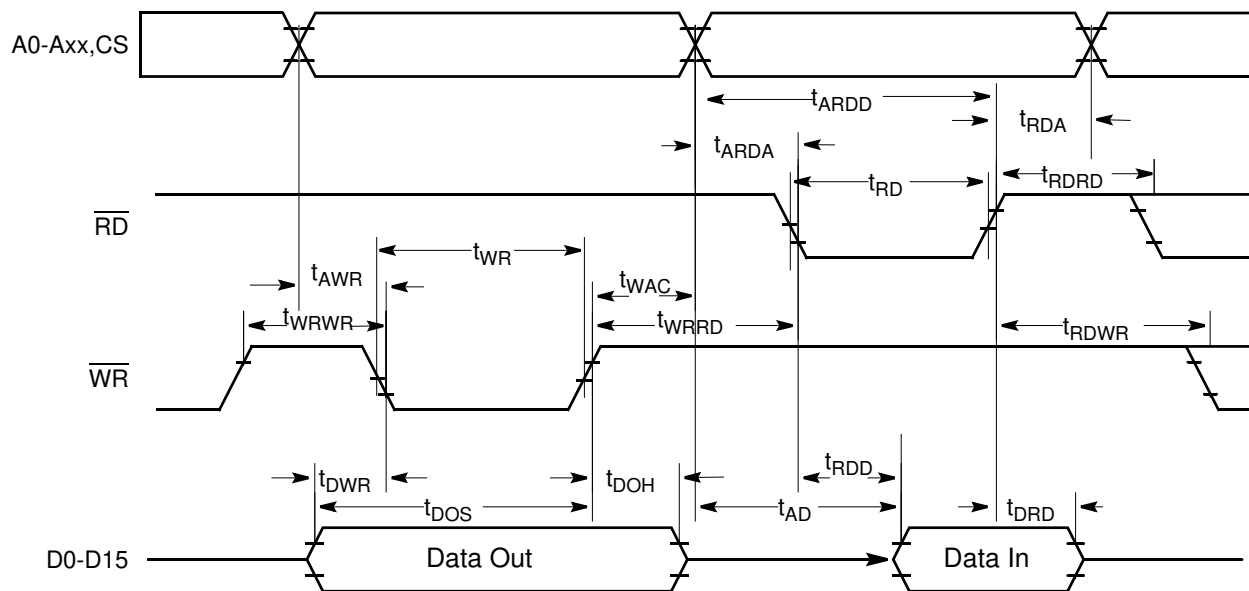 A0-Axx,CS
tARDD
tRDA
tARDA
tRD
tRDRD
RD
tWR
tAWR
tWAC
tWRWR
tWRRD
tRDWR
WR
tRDD
tDWR
tDOH
tDOS
tAD
tDRD
D0-D15
Data Out
Data In